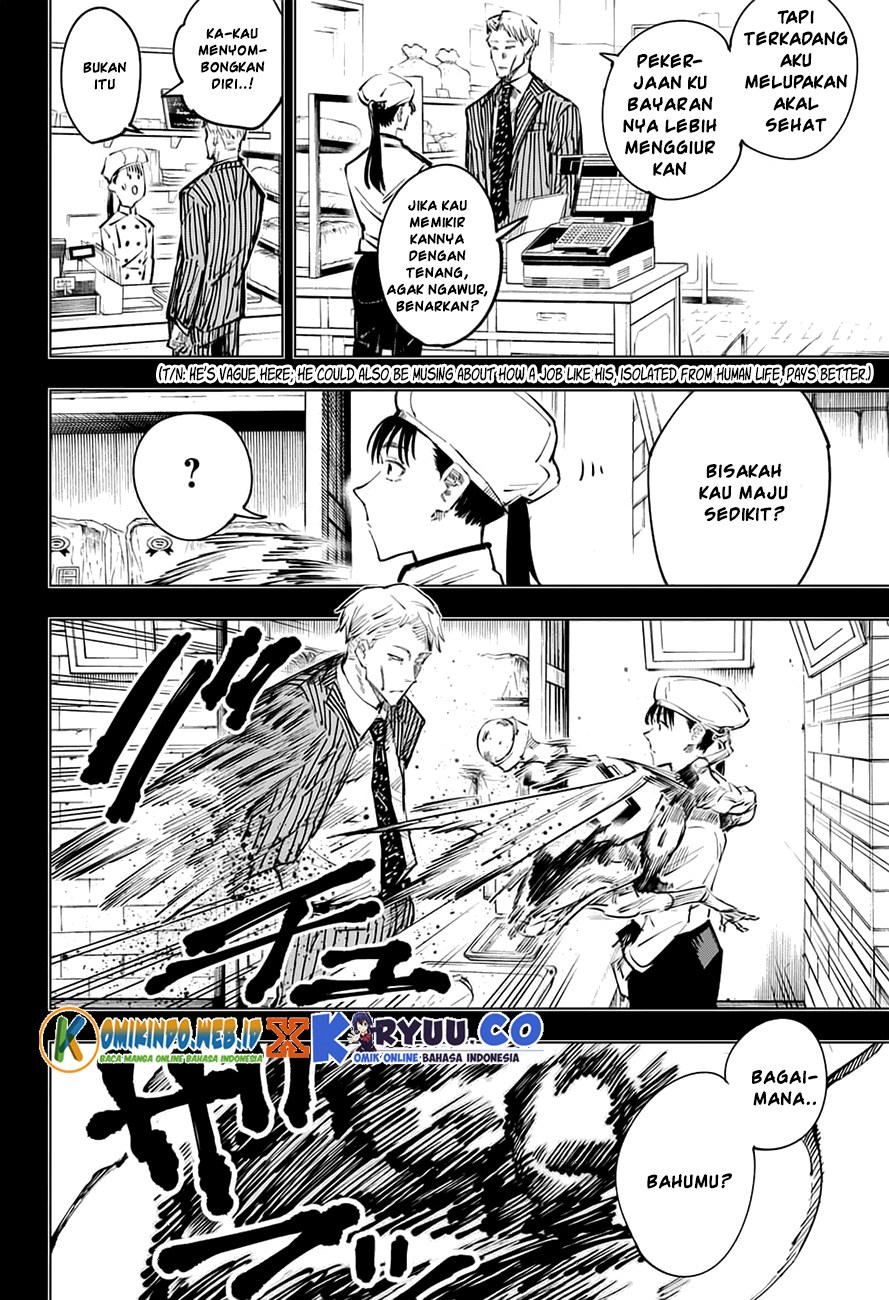 TAPI
TERKADANG
AKU
MELUPAKAN
AKAL
SEHAT
PEKER-
JAAN KU
BAYARAN
NYA LEBIH
MENGGIUR
KAN
JIKA KAU
MEMIKIR
KANNYA
DENGAN
TENANG,
AGAK NGAWUR,
BENARKAN?
KA-KAU
MENYOM-
BONGKAN
DIRI..!
BUKAN
ITU
(T/N: HE'S VAGUE HERE; HE COULD ALSO BE MUSING ABOUT HOW A JOB LIKE HIS, ISOLATED FROM HUMAN LIFE, PAYS BETTER.)
BISAKAH
KAU MAJU
SEDIKIT?
?
KOMIKINDO.WEB.ID X KIRYUU.CO
BACA MANGA ONLINE BAHASA INDONESIA
KOMIK ONLINE BAHASA INDONESIA
BAGAI-
MANA..
BAHUMU?